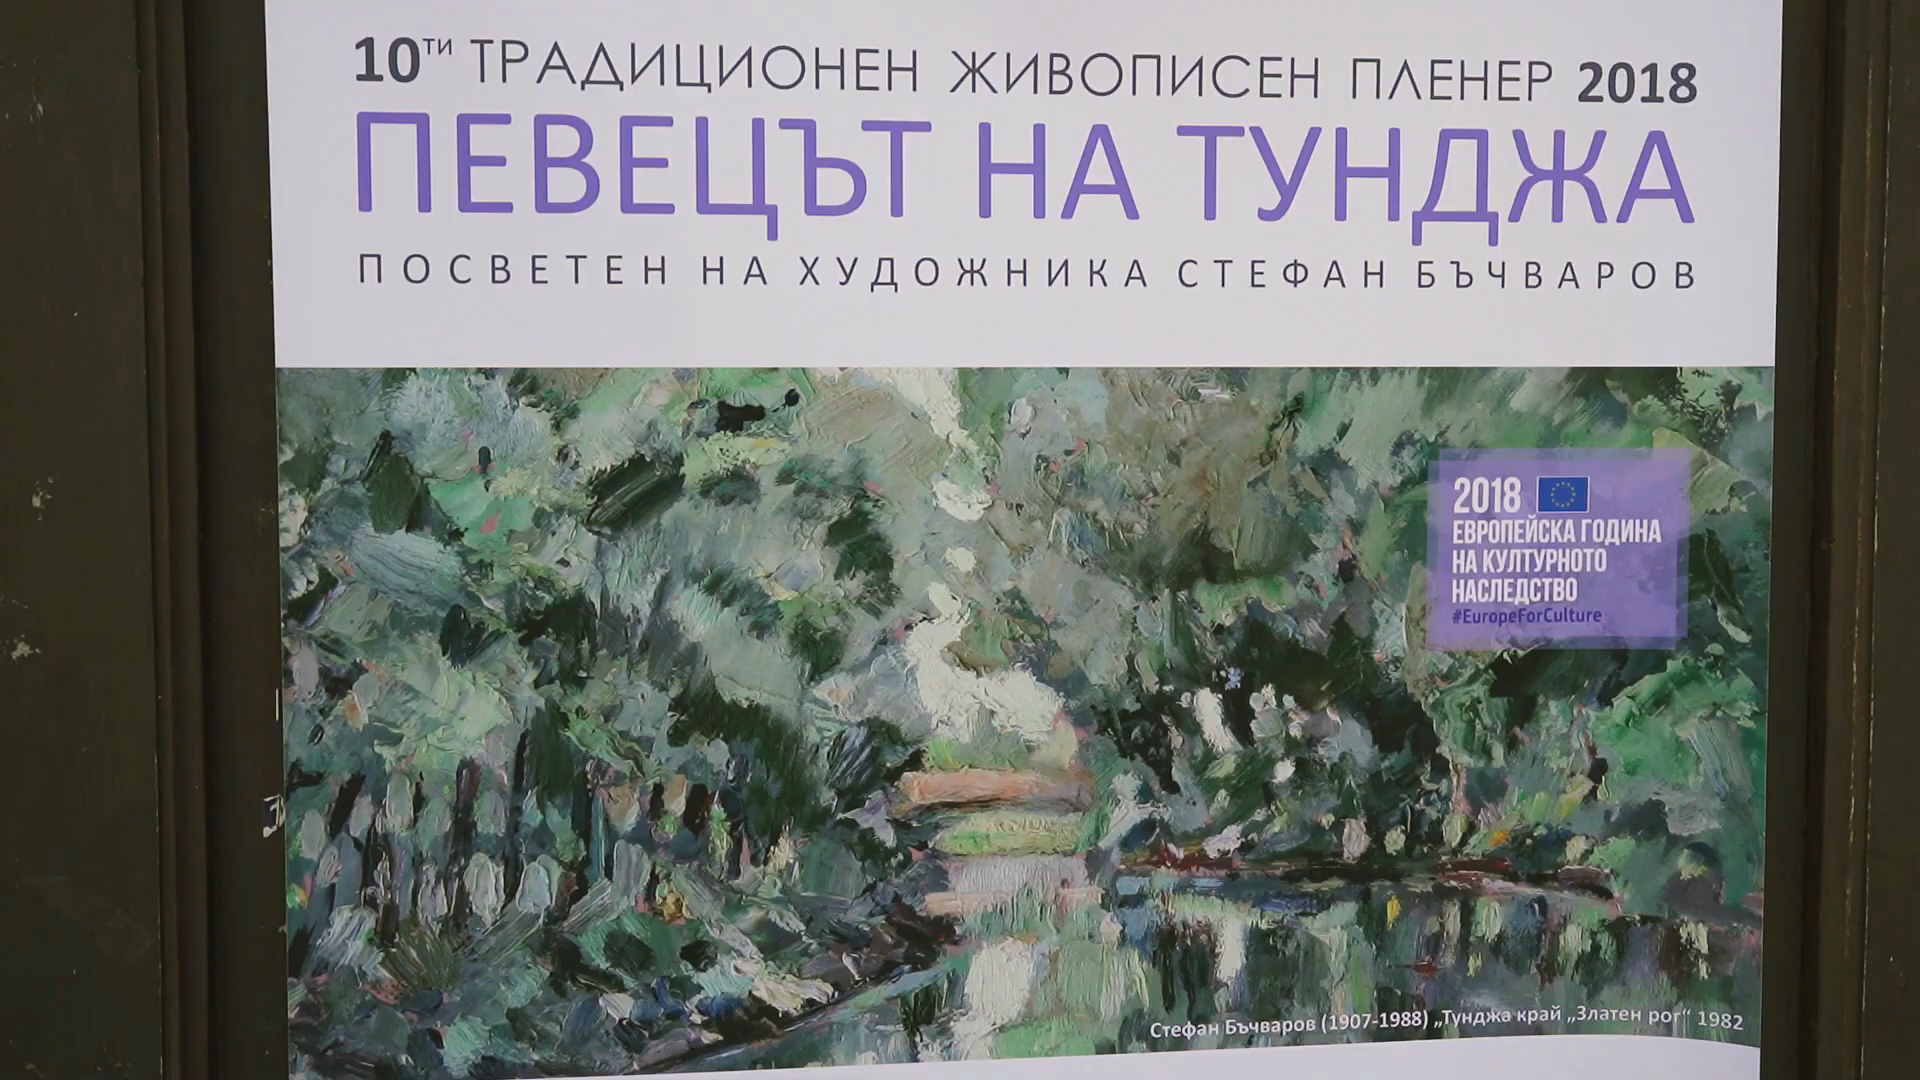 10ТИ ТРАДИЦИОНЕН ЖИВОПИСЕН ПЛЕНЕР 2018
ПЕВЕЦЪТ НА ТУНДЖА
ПОСВЕТЕН НА ХУДОЖНИКА СТЕФАН БЪЧВАРОВ
2018
ЕВРОПЕЙСКА ГОДИНА
НА КУЛТУРНОТО
НАСЛЕДСТВО
#EuropeForCulture
Стефан Бъчваров (1907-1988) „Тунджа край „Златен рог“ 1982